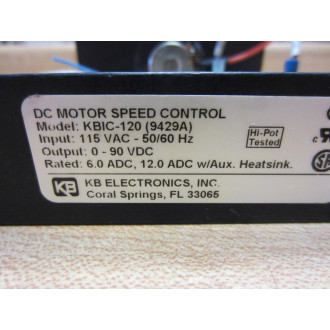 DC MOTOR SPEED CONTROL
Model: KBIC-120 (9429A)
Input: 115 VAC - 50/60 Hz
Output: 0 - 90 VDC
Rated: 6.0 ADC, 12.0 ADC w/Aux. Heatsink.
Hi-Pot
Tested
KB KB ELECTRONICS, INC.
Coral Springs, FL 33065